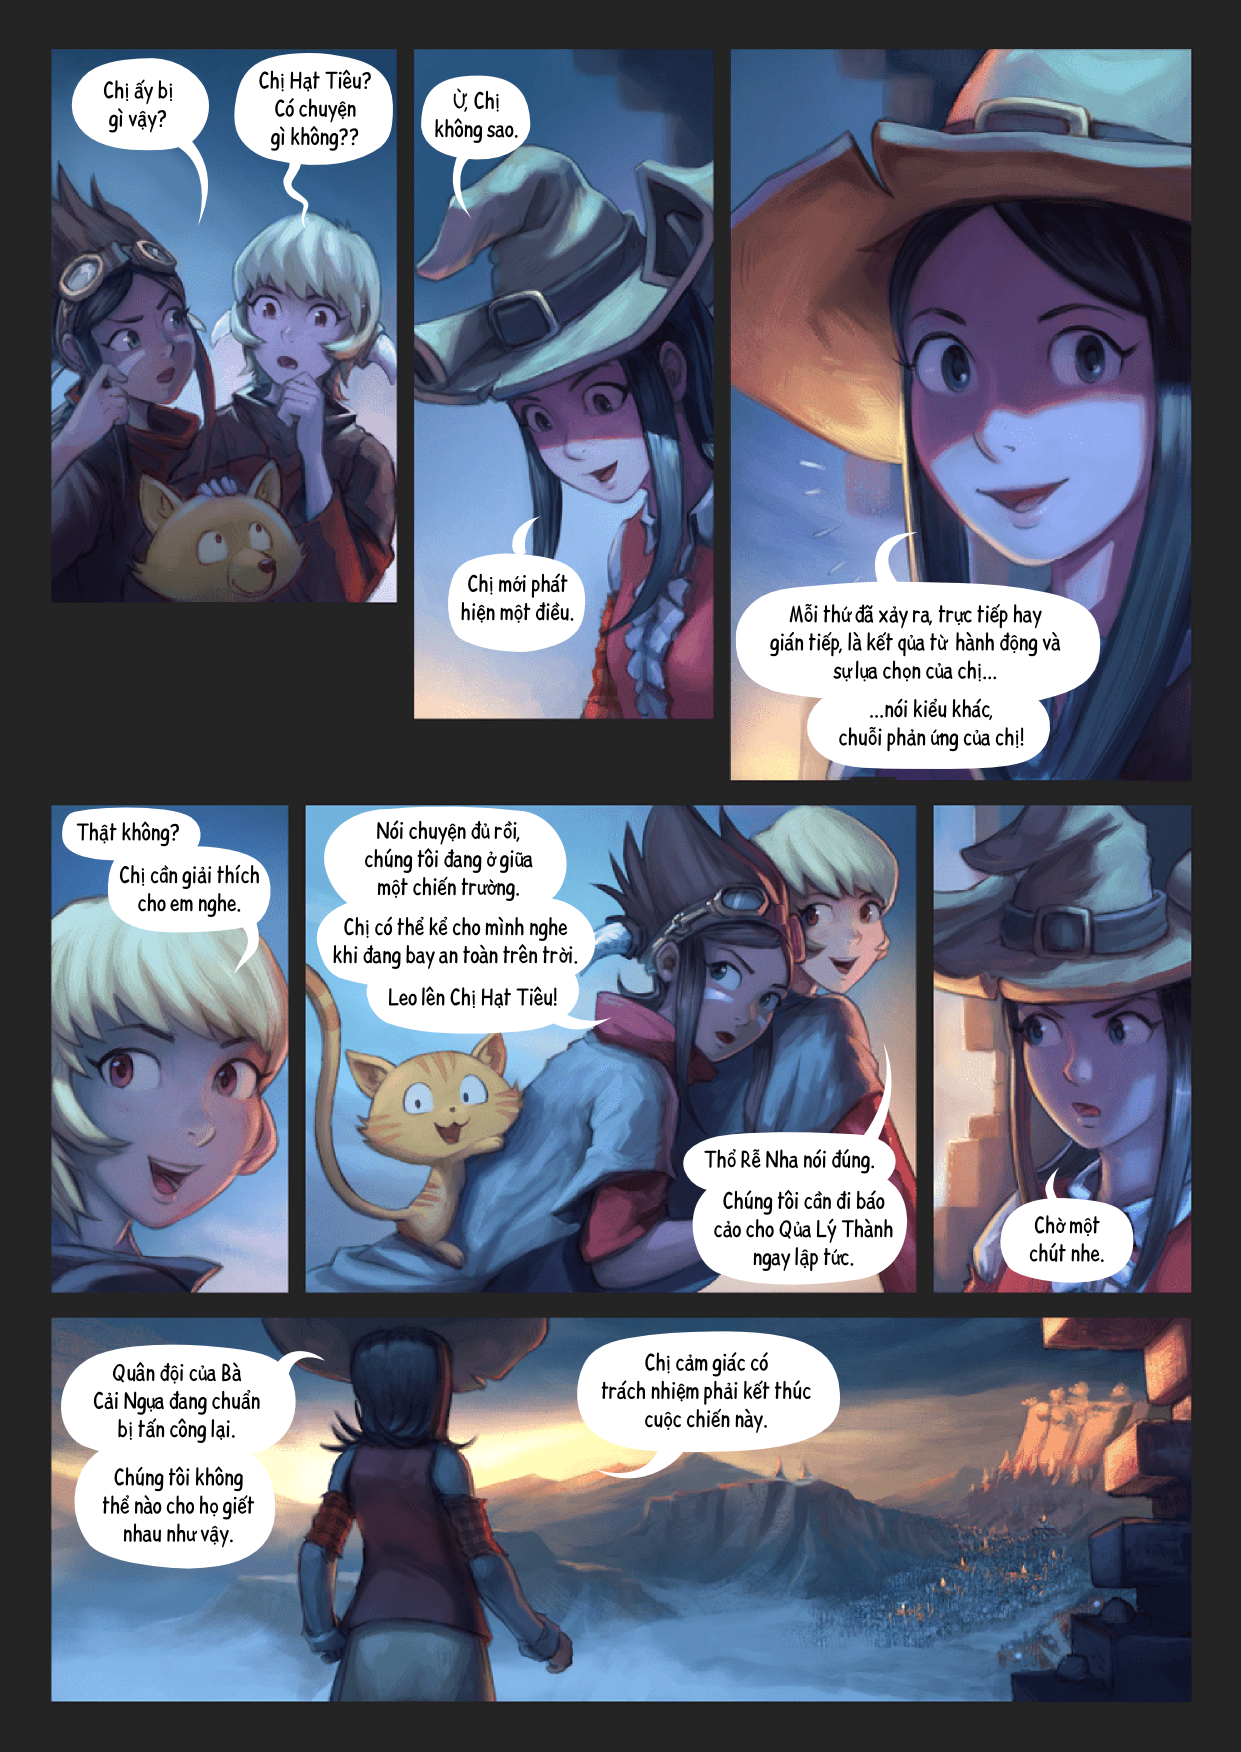 Chị ấy bị
gì vậy?
Chị Hạt Tiêu?
Có chuyện
gì không??
Ừ, Chị
không sao.
Chị mới phát
hiện một điều.
Mỗi thứ đã xảy ra, trực tiếp hay
gián tiếp, là kết qủa từ hành động và
sự lựa chọn của chị...
...nói kiểu khác,
chuỗi phản ứng của chị!
Thật không?
Chị cần giải thích
cho em nghe.
Nói chuyện đủ rồi,
chúng tôi đang ở giữa
một chiến trường.
Chị có thể kể cho mình nghe
khi đang bay an toàn trên trời.
Leo lên Chị Hạt Tiêu!
Thổ Rễ Nha nói đúng.
Chúng tôi cần đi báo
cảo cho Qủa Lý Thành
ngay lập tức.
Chờ một
chút nhe.
Quân đội của Bà
Cải Ngựa đang chuẩn
bị tấn công lại.
Chúng tôi không
thể nào cho họ giết
nhau như vậy.
Chị cảm giác có
trách nhiệm phải kết thúc
cuộc chiến này.